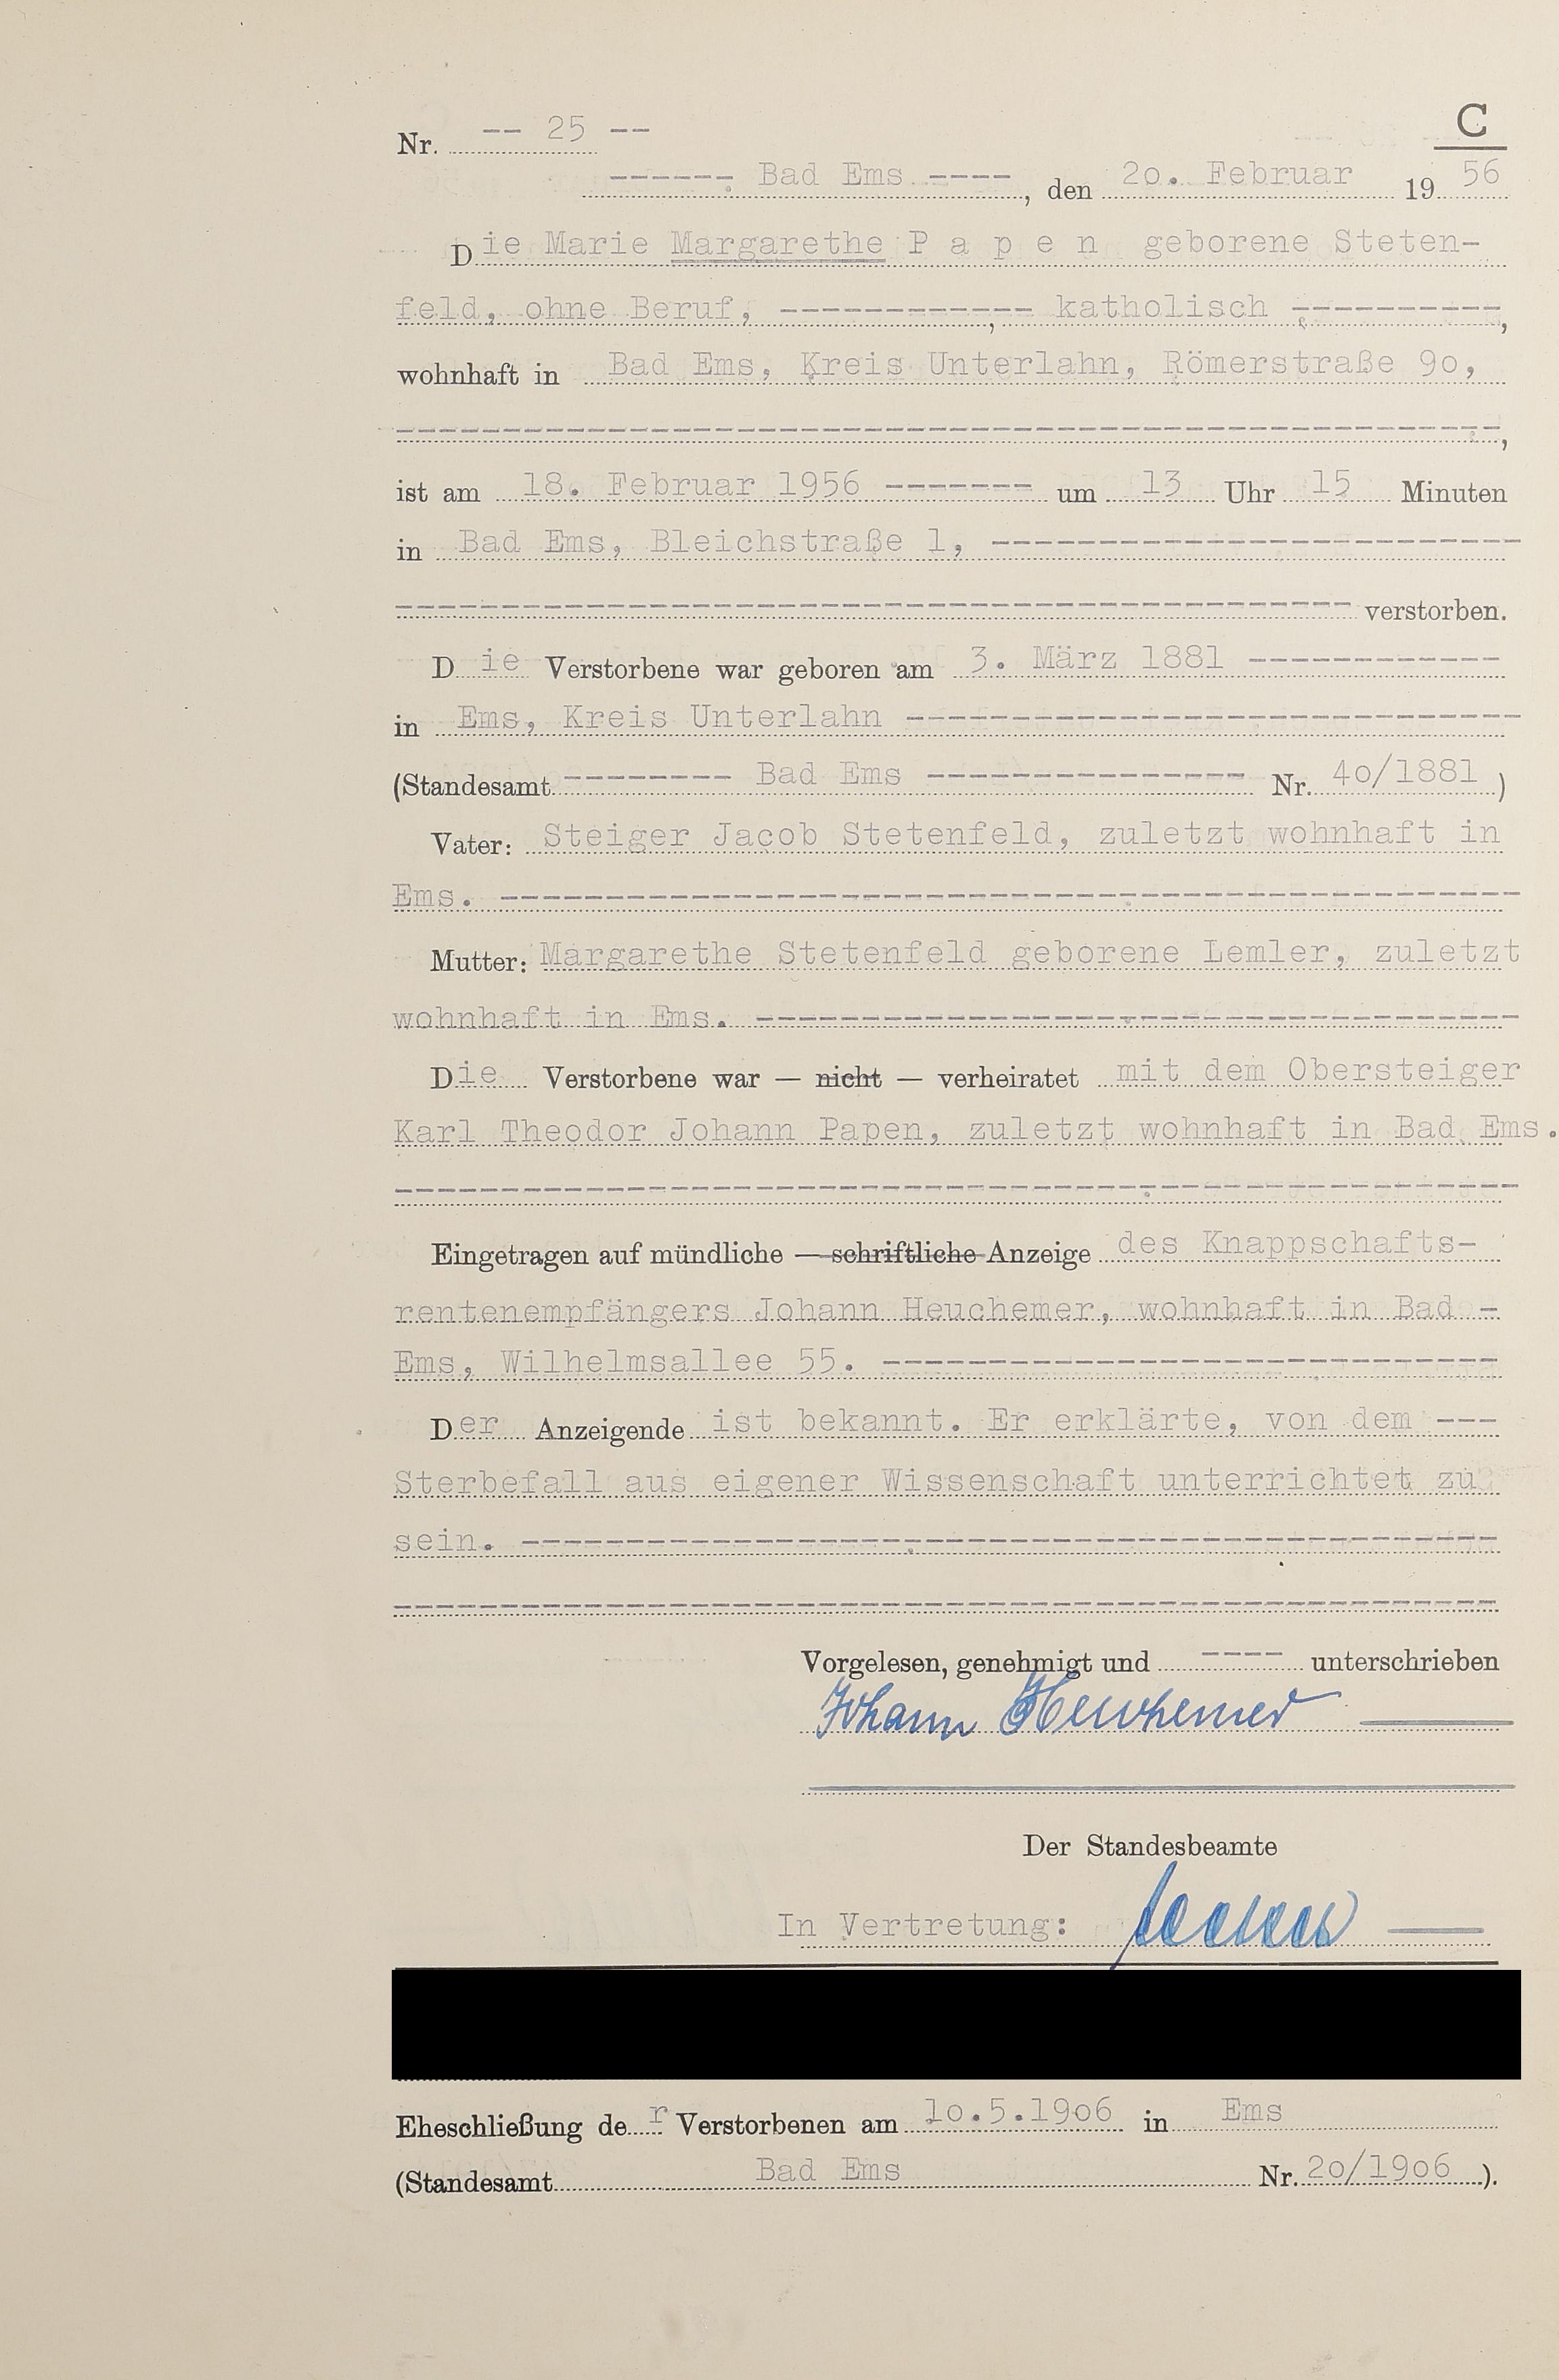 C
Nr. -- 25 --
------ Bad Ems ----, den 20. Februar 19 56
Die Marie Margarethe P a p e n geborene Steten-
feld, ohne Beruf, ------------, katholisch ----------,
wohnhaft in Bad Ems, Kreis Unterlahn, Römerstraße 90,
----------------------------------------------------,
ist am 18. Februar 1956 ------- um 13 Uhr 15 Minuten
in Bad Ems, Bleichstraße 1, -------------------------
--------------------------------------------- verstorben.
Die Verstorbene war geboren am 3. März 1881 ------------
in Ems, Kreis Unterlahn -----------------------------
(Standesamt -------- Bad Ems --------------- Nr. 40/1881)
Vater: Steiger Jacob Stetenfeld, zuletzt wohnhaft in
Ems. ------------------------------------------------
Mutter: Margarethe Stetenfeld geborene Lemler, zuletzt
wohnhaft in Ems. ------------------------------------
Die Verstorbene war — nicht — verheiratet mit dem Obersteiger
Karl Theodor Johann Papen, zuletzt wohnhaft in Bad Ems.
-----------------------------------------------------
Eingetragen auf mündliche — schriftliche Anzeige des Knappschafts-
rentenempfängers Johann Heuchemer, wohnhaft in Bad -
Ems, Wilhelmsallee 55. -----------------------------
Der Anzeigende ist bekannt. Er erklärte, von dem ---
Sterbefall aus eigener Wissenschaft unterrichtet zu
sein. ----------------------------------------------
----------------------------------------------------
Vorgelesen, genehmigt und ---- unterschrieben
Johann Heuchemer
Der Standesbeamte
In Vertretung:
Eheschließung der Verstorbenen am 10.5.1906 in Ems
(Standesamt Bad Ems Nr. 20/1906).